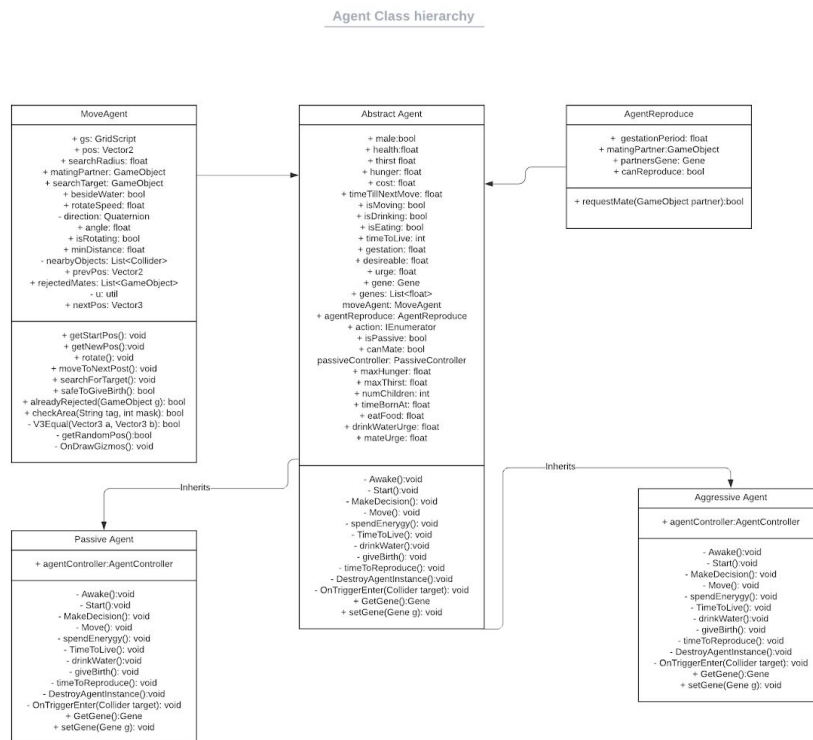 Agent Class hierarchy
MoveAgent
+ gs: GridScript
+ pos: Vector2
+ searchRadius: float
+ matingPartner: GameObject
+ searchTarget: GameObject
+ besideWater: bool
+ rotateSpeed: float
- direction: Quaternion
+ angle: float
+ isRotating: bool
+ minDistance: float
- nearbyObjects: List<Collider>
+ prevPos: Vector2
+ rejectedMates: List<GameObject>
- u: util
+ nextPos: Vector3
+ getStartPos(): void
+ getNewPos():void
+ rotate(): void
+ moveToNextPost(): void
+ searchForTarget(): void
+ safeToGiveBirth(): bool
+ alreadyRejected(GameObject g): bool
+ checkArea(String tag, int mask): bool
- V3Equal(Vector3 a, Vector3 b): bool
- getRandomPos():bool
- OnDrawGizmos(): void
Abstract Agent
+ male:bool
+ health:float
+ thirst float
+ hunger: float
+ cost: float
+ timeTillNextMove: float
+ isMoving: bool
+ isDrinking: bool
+ isEating: bool
+ timeToLive: int
+ gestation: float
+ desireable: float
+ urge: float
+ gene: Gene
+ genes: List<float>
moveAgent: MoveAgent
+ agentReproduce: AgentReproduce
+ action: IEnumerator
+ isPassive: bool
+ canMate: bool
passiveController: PassiveController
+ maxHunger: float
+ maxThirst: float
+ numChildren: int
+ timeBornAt: float
+ eatFood: float
+ drinkWaterUrge: float
+ mateUrge: float
- Awake():void
- Start():void
- MakeDecision(): void
- Move(): void
- spendEnerygy(): void
- TimeToLive(): void
- drinkWater(): void
- giveBirth(): void
- timeToReproduce(): void
- DestroyAgentInstance():void
- OnTriggerEnter(Collider target): void
+ GetGene():Gene
+ setGene(Gene g): void
AgentReproduce
+ gestationPeriod: float
+ matingPartner:GameObject
+ partnersGene: Gene
+ canReproduce: bool
+ requestMate(GameObject partner):bool
Inherits
Inherits
Passive Agent
+ agentController:AgentController
- Awake():void
- Start():void
- MakeDecision(): void
- Move(): void
- spendEnerygy(): void
- TimeToLive(): void
- drinkWater(): void
- giveBirth(): void
- timeToReproduce(): void
- DestroyAgentInstance():void
- OnTriggerEnter(Collider target): void
+ GetGene():Gene
+ setGene(Gene g): void
Aggressive Agent
+ agentController:AgentController
- Awake():void
- Start():void
- MakeDecision(): void
- Move(): void
- spendEnerygy(): void
- TimeToLive(): void
- drinkWater(): void
- giveBirth(): void
- timeToReproduce(): void
- DestroyAgentInstance():void
- OnTriggerEnter(Collider target): void
+ GetGene():Gene
+ setGene(Gene g): void